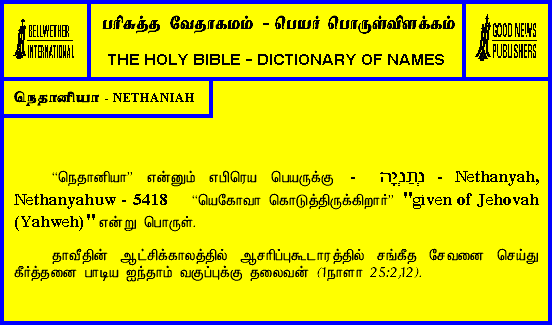 BELLWETHER
INTERNATIONAL
பரிசுத்த வேதாகமம் - பெயர் பொருள்விளக்கம்
THE HOLY BIBLE - DICTIONARY OF NAMES
GOOD NEWS
PUBLISHERS
நெதானியா - NETHANIAH
“நெதானியா” என்னும் எபிரெய பெயருக்கு - נְתַנְיָה - Nethanyah,
Nethanyahuw - 5418 “யெகோவா கொடுத்திருக்கிறார்” "given of Jehovah
(Yahweh)" என்று பொருள்.
தாவீதின் ஆட்சிக்காலத்தில் ஆசரிப்புகூடாரத்தில் சங்கீத சேவனை செய்து
கீர்த்தனை பாடிய ஐந்தாம் வகுப்புக்கு தலைவன் (1நாளா 25:2,12).